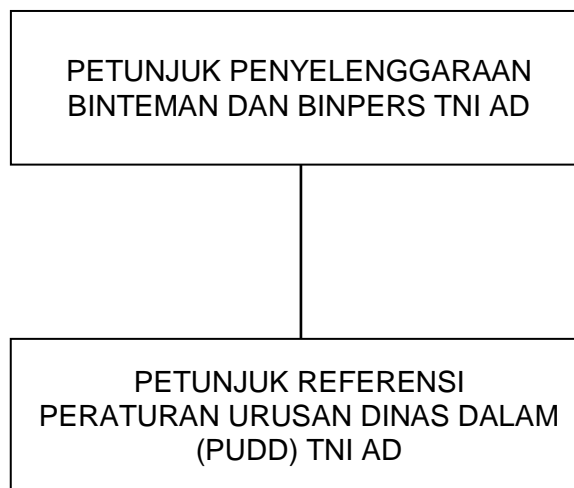 PETUNJUK PENYELENGGARAAN
BINTEMAN DAN BINPERS TNI AD
PETUNJUK REFERENSI
PERATURAN URUSAN DINAS DALAM
(PUDD) TNI AD